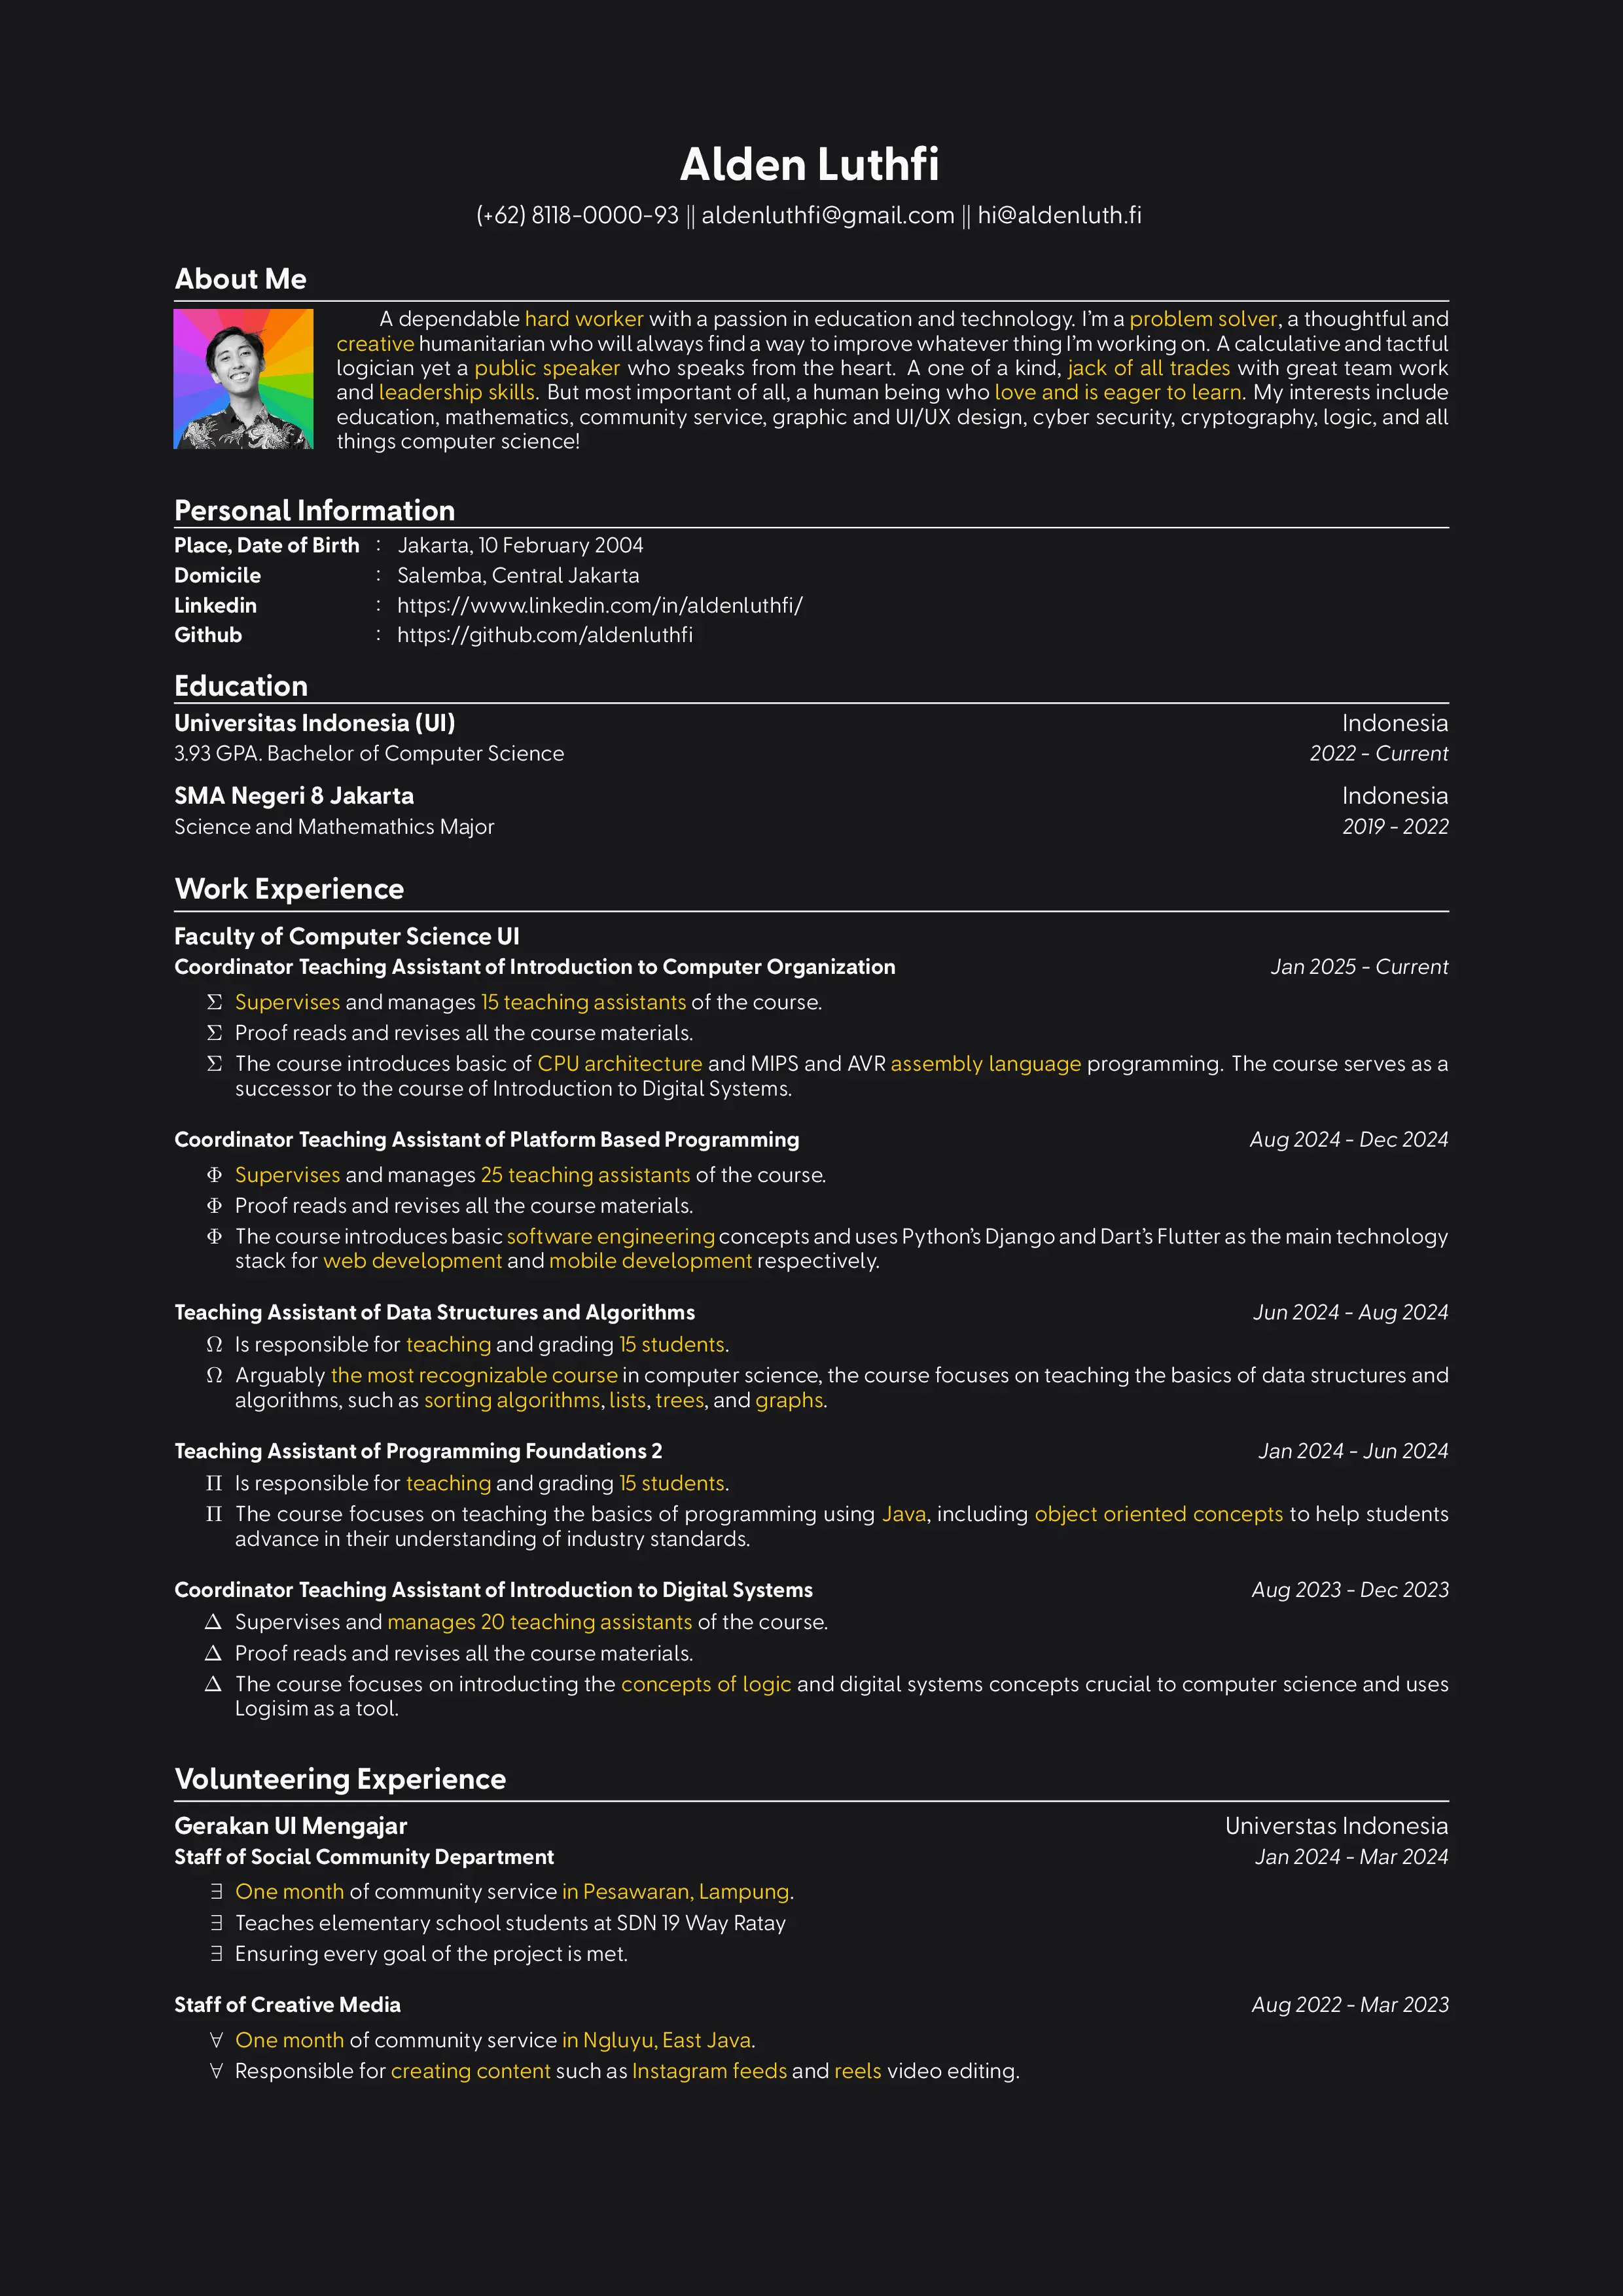 Alden Luthfi
(+62) 8118-0000-93 || aldenluthfi@gmail.com || hi@aldenluth.fi
About Me
A dependable hard worker with a passion in education and technology. I'm a problem solver, a thoughtful and
creative humanitarian who will always find a way to improve whatever thing I'm working on. A calculative and tactful
logician yet a public speaker who speaks from the heart. A one of a kind, jack of all trades with great team work
and leadership skills. But most important of all, a human being who love and is eager to learn. My interests include
education, mathematics, community service, graphic and UI/UX design, cyber security, cryptography, logic, and all
things computer science!
Personal Information
Place, Date of Birth : Jakarta, 10 February 2004
Domicile : Salemba, Central Jakarta
Linkedin : https://www.linkedin.com/in/aldenluthfi/
Github : https://github.com/aldenluthfi
Education
Universitas Indonesia (UI) Indonesia
3.93 GPA. Bachelor of Computer Science 2022 - Current
SMA Negeri 8 Jakarta Indonesia
Science and Mathemathics Major 2019 - 2022
Work Experience
Faculty of Computer Science UI
Coordinator Teaching Assistant of Introduction to Computer Organization Jan 2025 - Current
Σ Supervises and manages 15 teaching assistants of the course.
Σ Proof reads and revises all the course materials.
Σ The course introduces basic of CPU architecture and MIPS and AVR assembly language programming. The course serves as a
successor to the course of Introduction to Digital Systems.
Coordinator Teaching Assistant of Platform Based Programming Aug 2024 - Dec 2024
Φ Supervises and manages 25 teaching assistants of the course.
Φ Proof reads and revises all the course materials.
Φ The course introduces basic software engineering concepts and uses Python's Django and Dart's Flutter as the main technology
stack for web development and mobile development respectively.
Teaching Assistant of Data Structures and Algorithms Jun 2024 - Aug 2024
Ω Is responsible for teaching and grading 15 students.
Ω Arguably the most recognizable course in computer science, the course focuses on teaching the basics of data structures and
algorithms, such as sorting algorithms, lists, trees, and graphs.
Teaching Assistant of Programming Foundations 2 Jan 2024 - Jun 2024
Π Is responsible for teaching and grading 15 students.
Π The course focuses on teaching the basics of programming using Java, including object oriented concepts to help students
advance in their understanding of industry standards.
Coordinator Teaching Assistant of Introduction to Digital Systems Aug 2023 - Dec 2023
Δ Supervises and manages 20 teaching assistants of the course.
Δ Proof reads and revises all the course materials.
Δ The course focuses on introducting the concepts of logic and digital systems concepts crucial to computer science and uses
Logisim as a tool.
Volunteering Experience
Gerakan UI Mengajar Universtas Indonesia
Staff of Social Community Department Jan 2024 - Mar 2024
∃ One month of community service in Pesawaran, Lampung.
∃ Teaches elementary school students at SDN 19 Way Ratay
∃ Ensuring every goal of the project is met.
Staff of Creative Media Aug 2022 - Mar 2023
∀ One month of community service in Ngluyu, East Java.
∀ Responsible for creating content such as Instagram feeds and reels video editing.